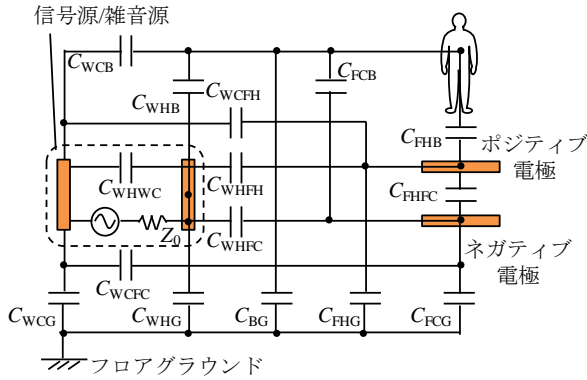 信号源/雑音源
C_WCB
C_WHB
C_WCFH
C_FCB
C_FHB
ポジティブ
電極
C_WHWC
C_WHFH
C_FHFC
Z_0
C_WHFC
ネガティブ
電極
C_WCFC
C_WCG
C_WHG
C_BG
C_FHG
C_FCG
フロアグラウンド